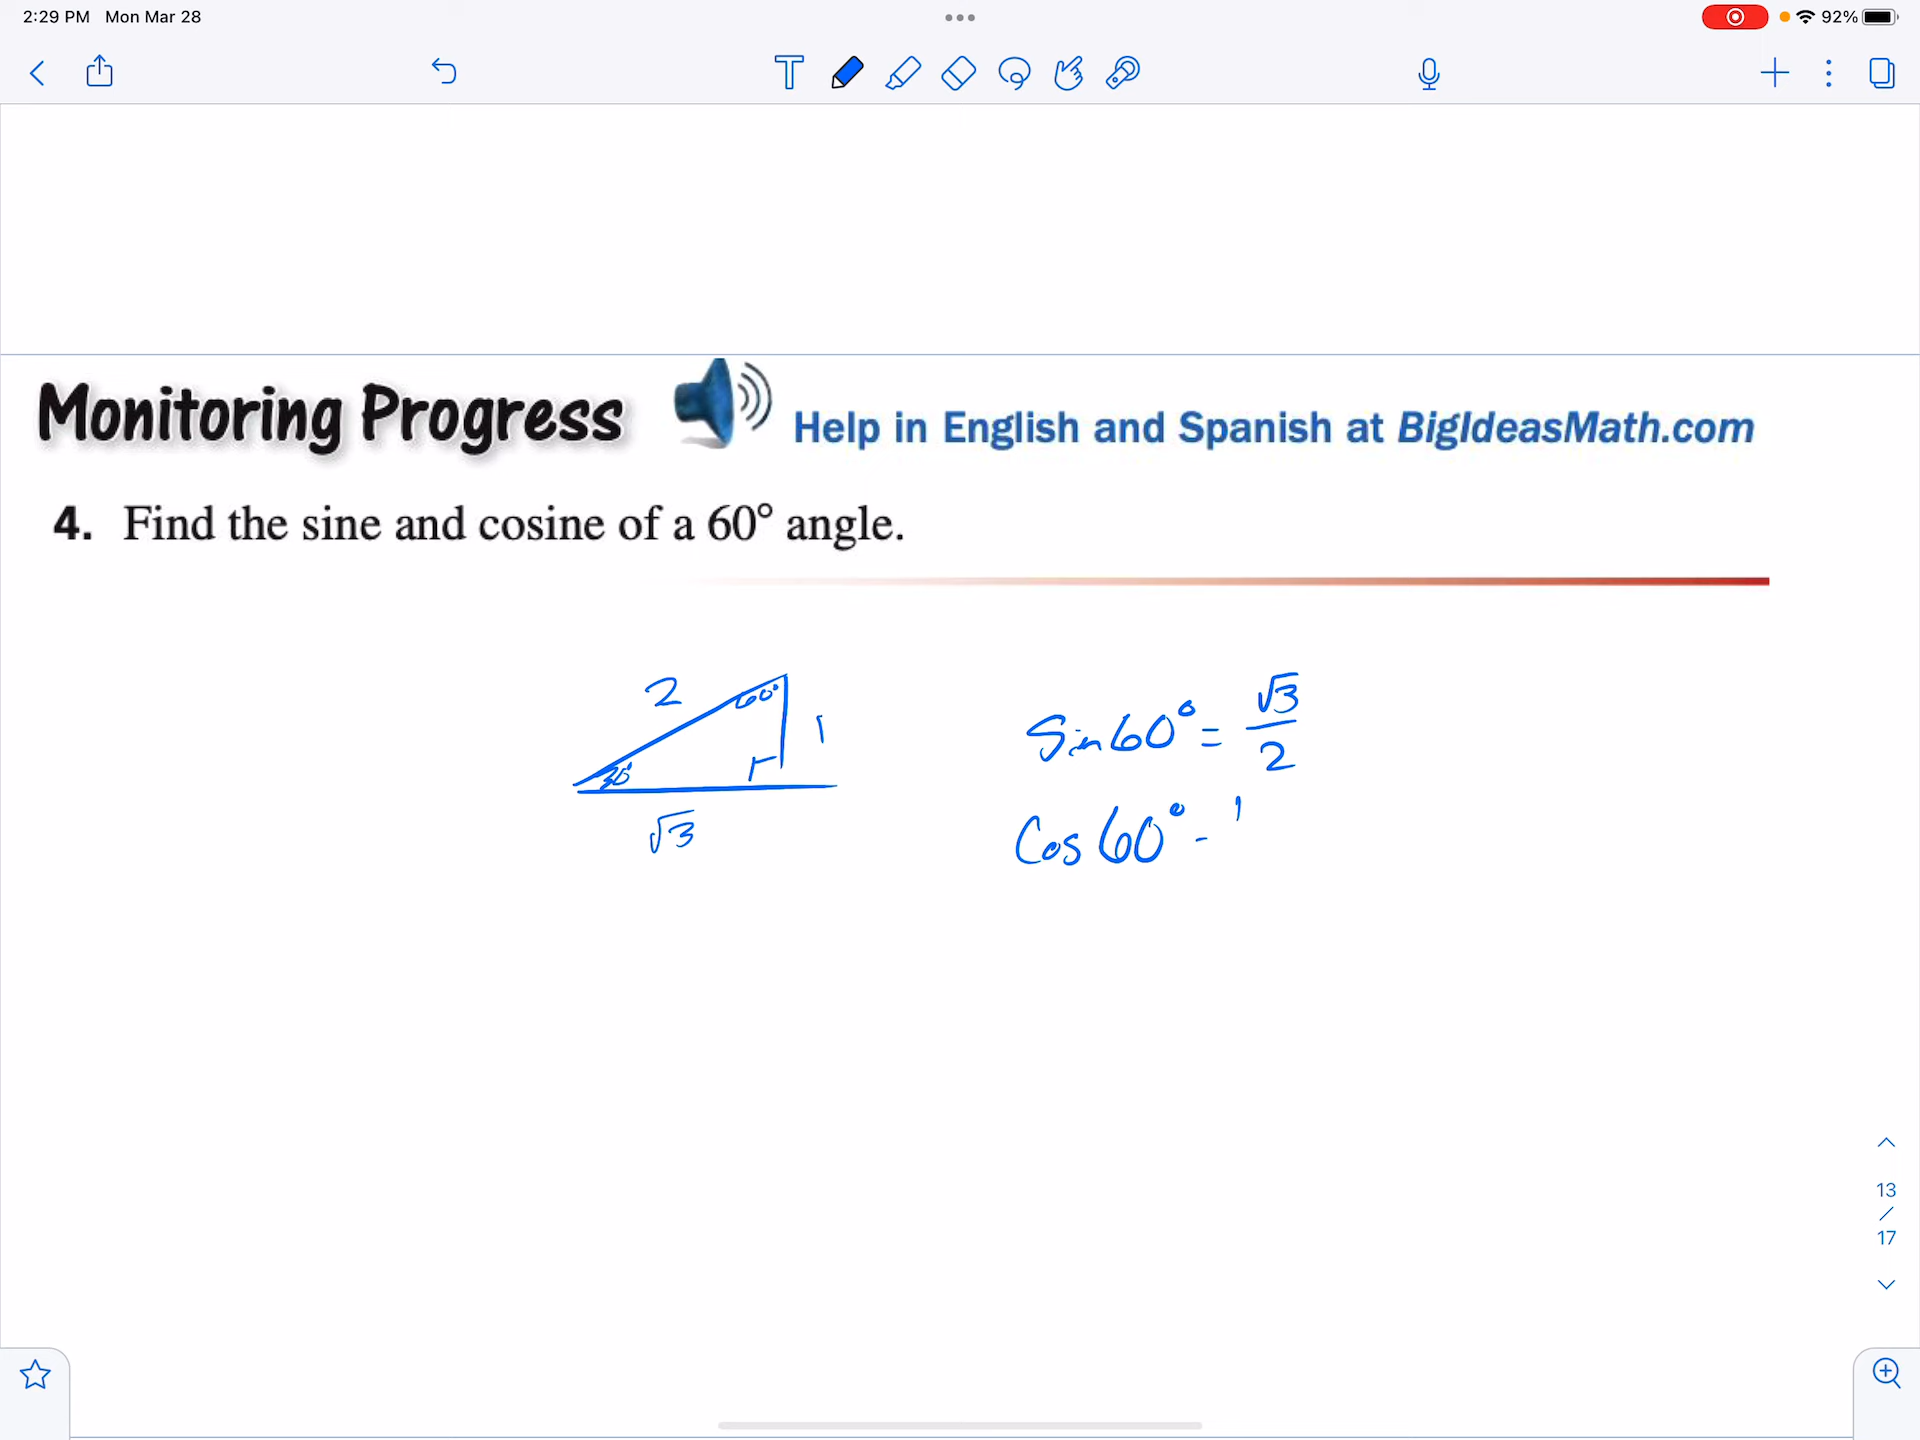 2:29 PM Mon Mar 28
92%
Monitoring Progress
Help in English and Spanish at BigIdeasMath.com
4. Find the sine and cosine of a 60° angle.
2
60°
1
30°
√3
Sin 60° = √3/2
Cos 60° - 1
13
/
17